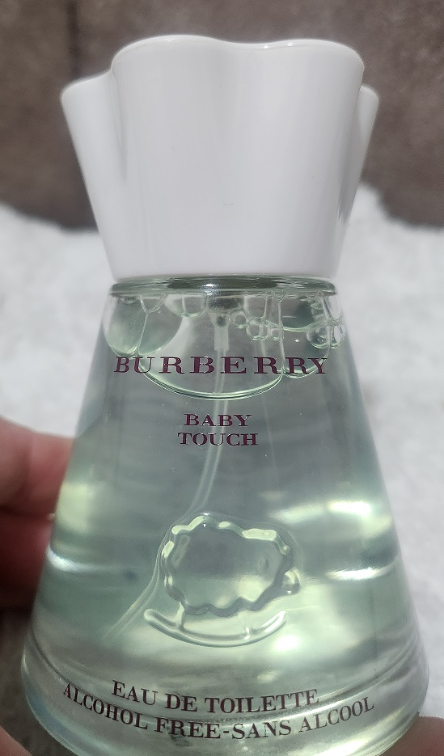 BURBERRY
BABY
TOUCH
EAU DE TOILETTE
ALCOHOL FREE-SANS ALCOOL